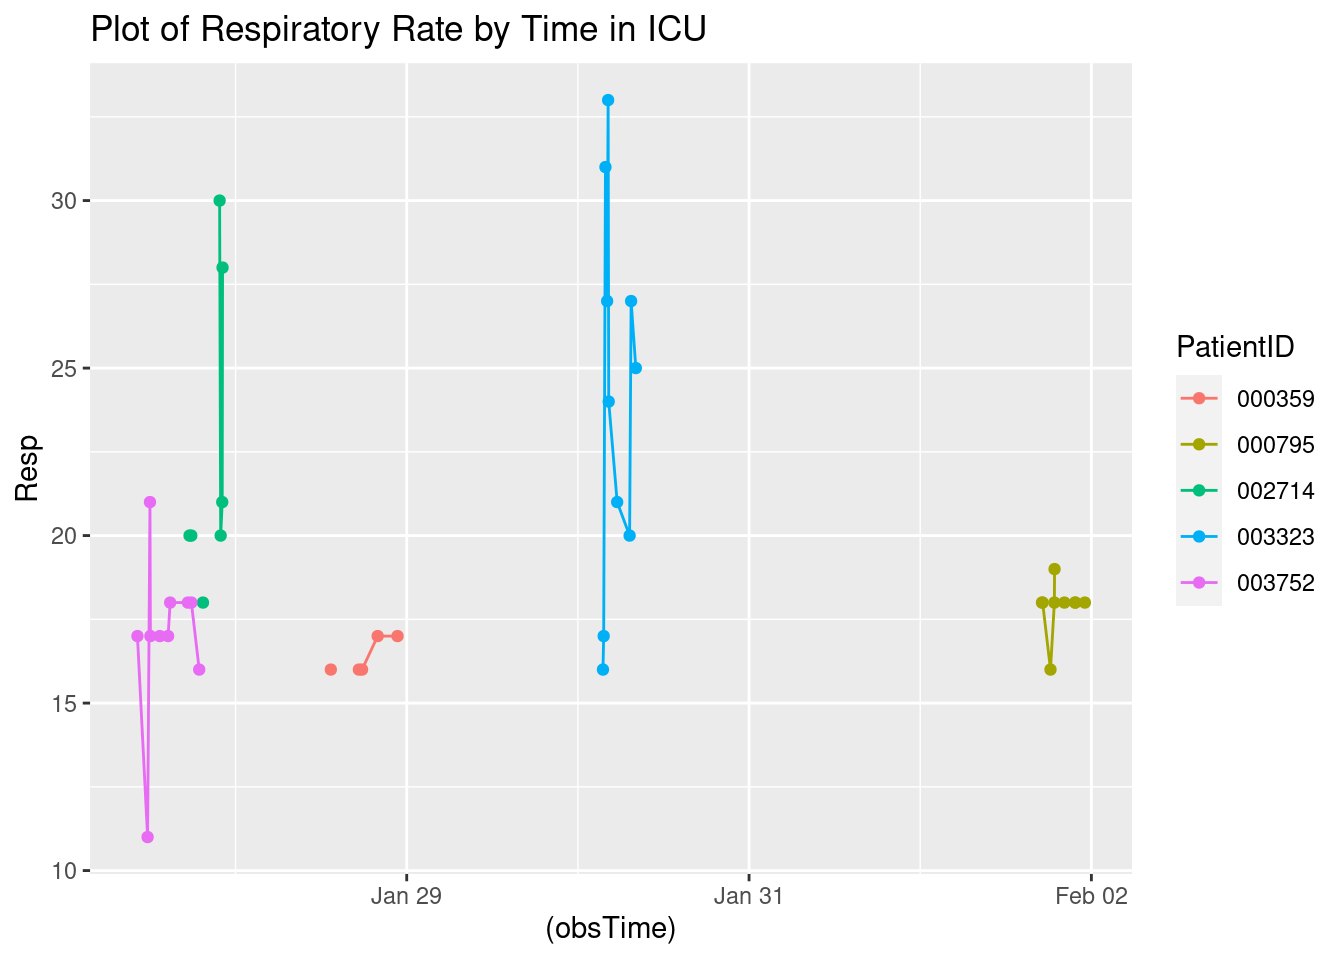 Plot of Respiratory Rate by Time in ICU
30
25
20
15
10
Resp
Jan 29
Jan 31
Feb 02
(obsTime)
PatientID
000359
000795
002714
003323
003752